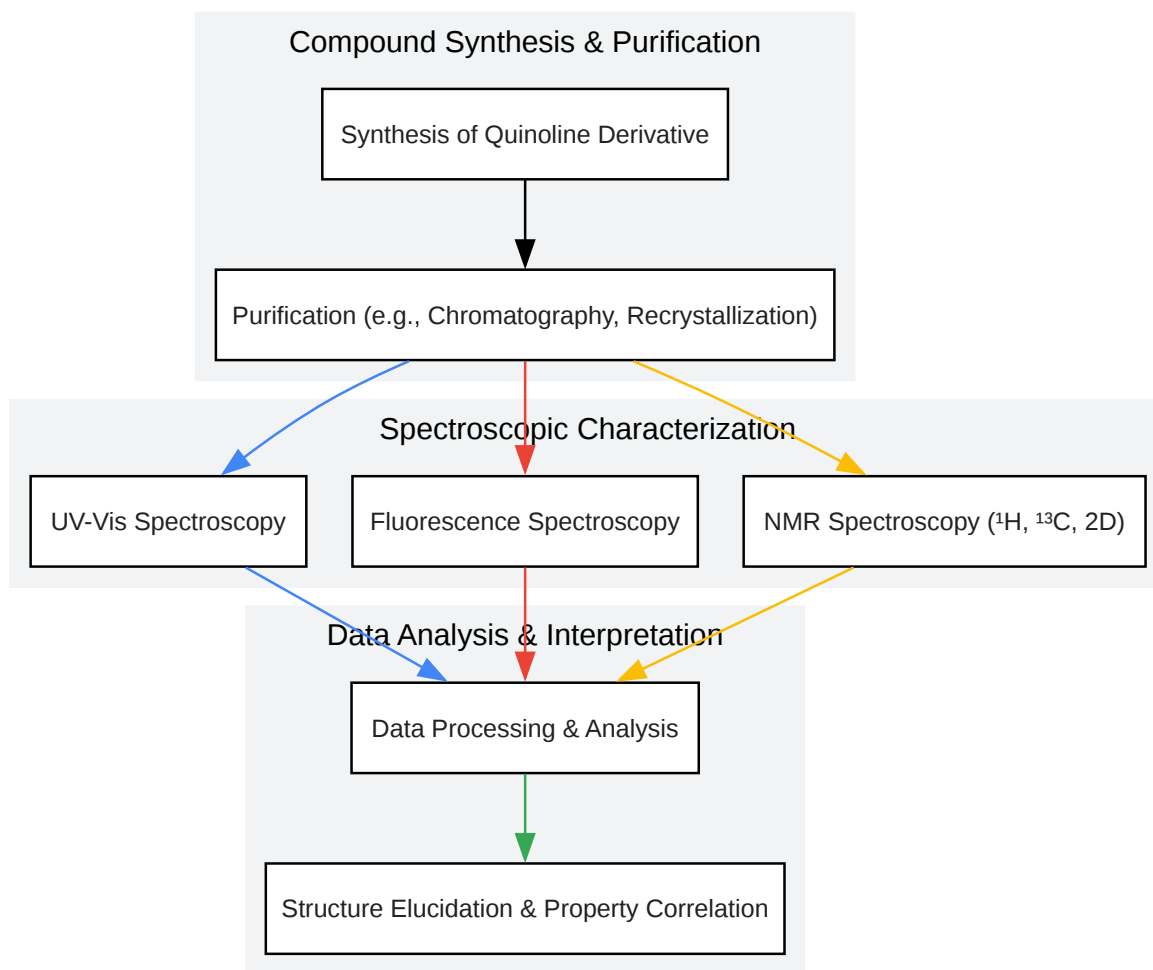 Compound Synthesis & Purification
Synthesis of Quinoline Derivative
Purification (e.g., Chromatography, Recrystallization)
Spectroscopic Characterization
UV-Vis Spectroscopy
Fluorescence Spectroscopy
NMR Spectroscopy (¹H, ¹³C, 2D)
Data Analysis & Interpretation
Data Processing & Analysis
Structure Elucidation & Property Correlation